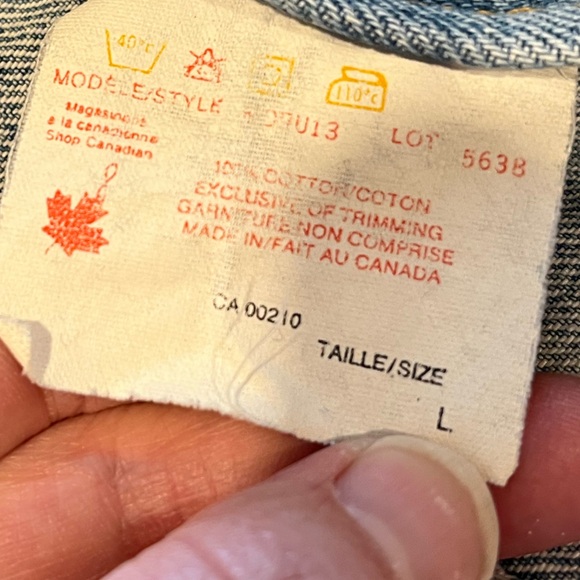 40°C
110°C
MODÈLE/STYLE LOT 5638
Magasinons
à la canadienne
Shop Canadian
100% COTTON/COTON
EXCLUSIVE OF TRIMMING
GARNITURE NON COMPRISE
MADE IN/FAIT AU CANADA
CA 00210
TAILLE/SIZE
L